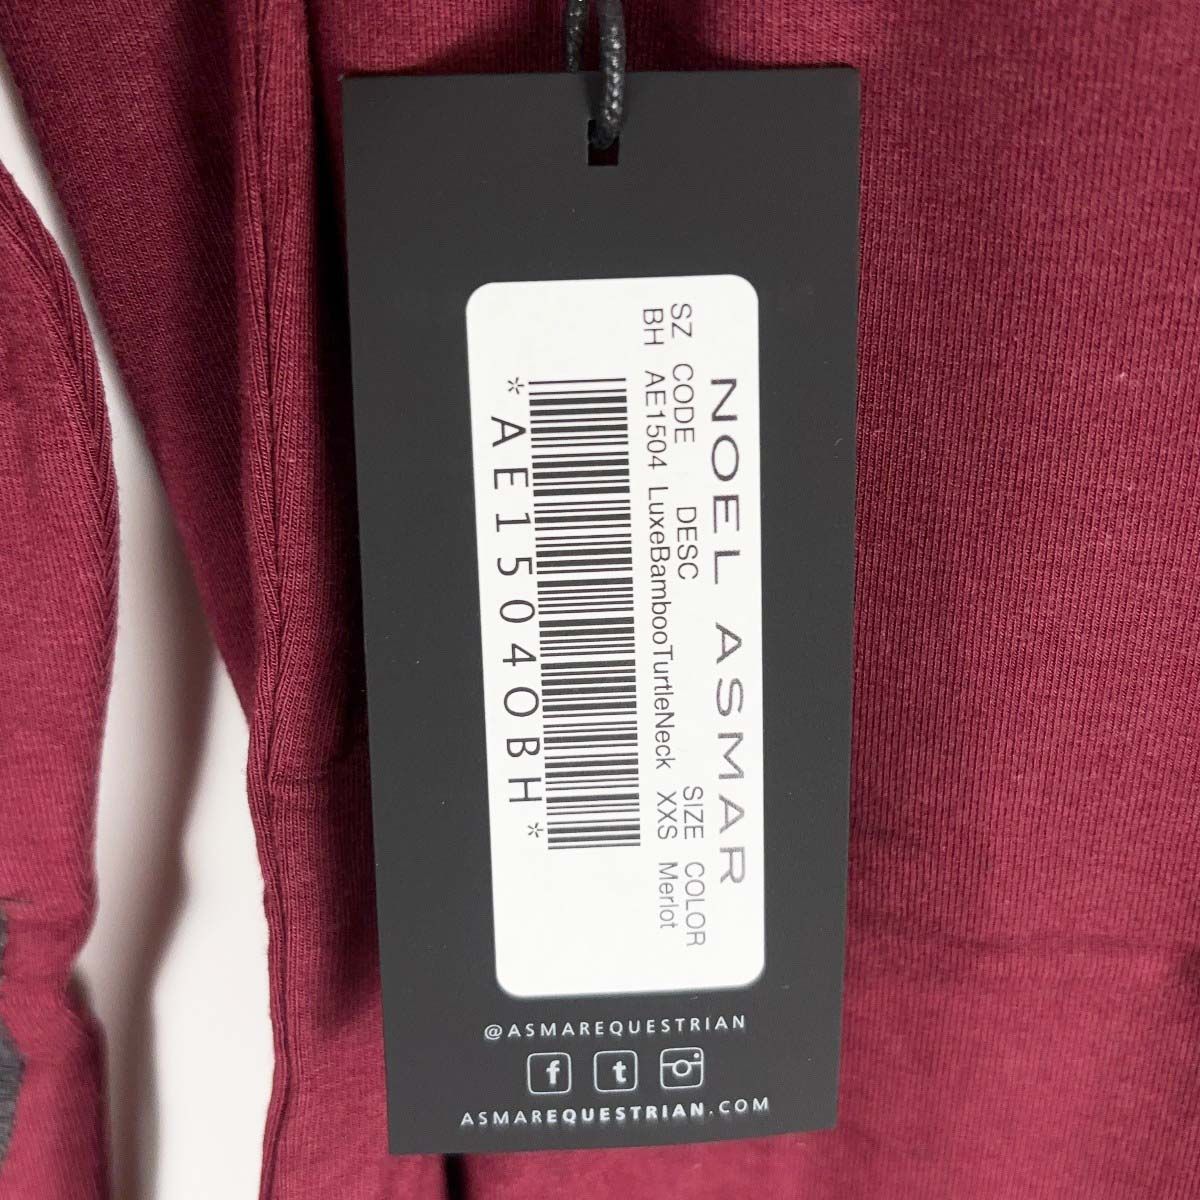 NOEL ASMAR
SZ CODE DESC SIZE COLOR
BH AE1504 LuxeBambooTurtleNeck XXS Merlot
*AE1504OBH*
@ASMAREQUESTRIAN
f t
ASMAREQUESTRIAN.COM